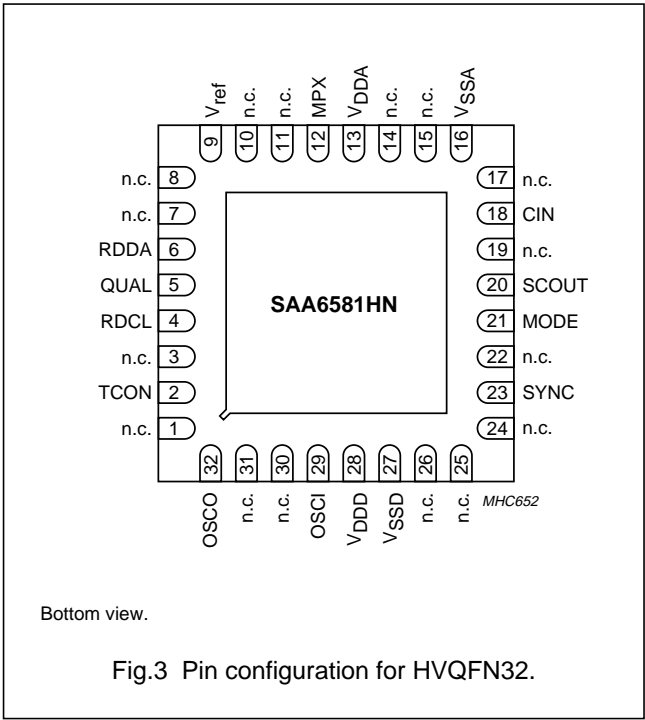 Vref n.c. n.c. MPX VDDA n.c. n.c. VSSA
9 10 11 12 13 14 15 16
n.c. 8 17 n.c.
n.c. 7 18 CIN
RDDA 6 19 n.c.
QUAL 5 20 SCOUT
SAA6581HN
RDCL 4 21 MODE
n.c. 3 22 n.c.
TCON 2 23 SYNC
n.c. 1 24 n.c.
32 31 30 29 28 27 26 25
OSCO n.c. n.c. OSCI VDDD VSSD n.c. n.c. MHC652
Bottom view.
Fig.3 Pin configuration for HVQFN32.